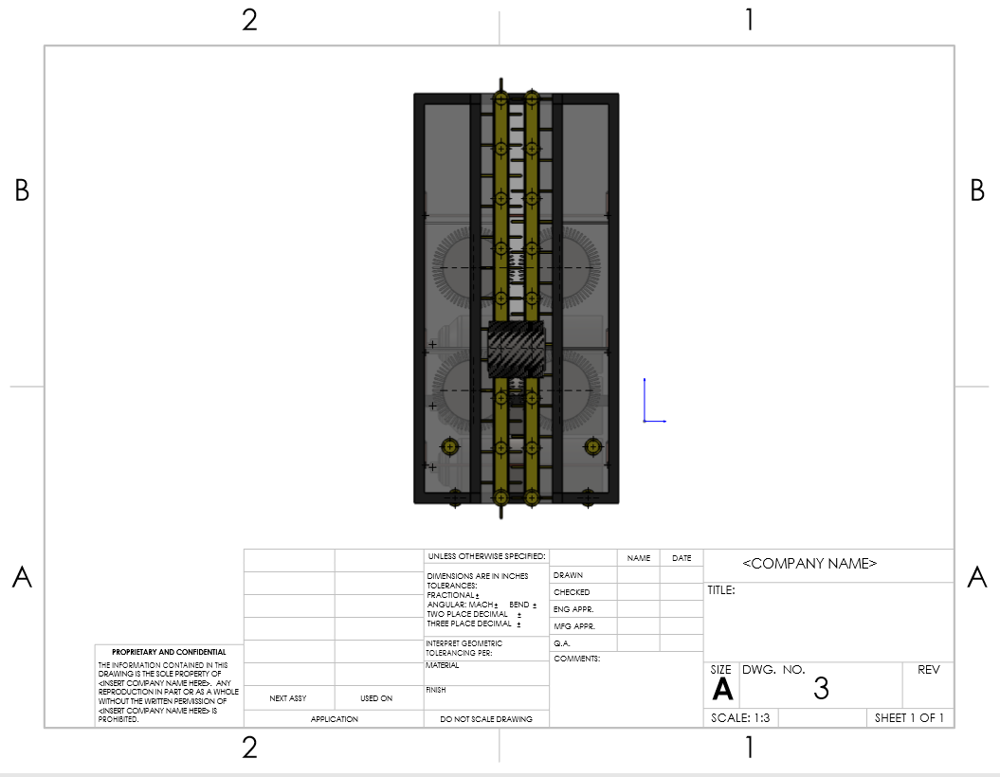 2 1
B B
A A
UNLESS OTHERWISE SPECIFIED:
DIMENSIONS ARE IN INCHES
TOLERANCES:
FRACTIONAL ±
ANGULAR: MACH ± BEND ±
TWO PLACE DECIMAL ±
THREE PLACE DECIMAL ±
INTERPRET GEOMETRIC
TOLERANCING PER:
MATERIAL
FINISH
DO NOT SCALE DRAWING
NAME DATE
DRAWN
CHECKED
ENG APPR.
MFG APPR.
Q.A.
COMMENTS:
<COMPANY NAME>
TITLE:
SIZE DWG. NO. REV
A 3
SCALE: 1:3 SHEET 1 OF 1
PROPRIETARY AND CONFIDENTIAL
THE INFORMATION CONTAINED IN THIS
DRAWING IS THE SOLE PROPERTY OF
<INSERT COMPANY NAME HERE>. ANY
REPRODUCTION IN PART OR AS A WHOLE
WITHOUT THE WRITTEN PERMISSION OF
<INSERT COMPANY NAME HERE> IS
PROHIBITED.
NEXT ASSY USED ON
APPLICATION
2 1